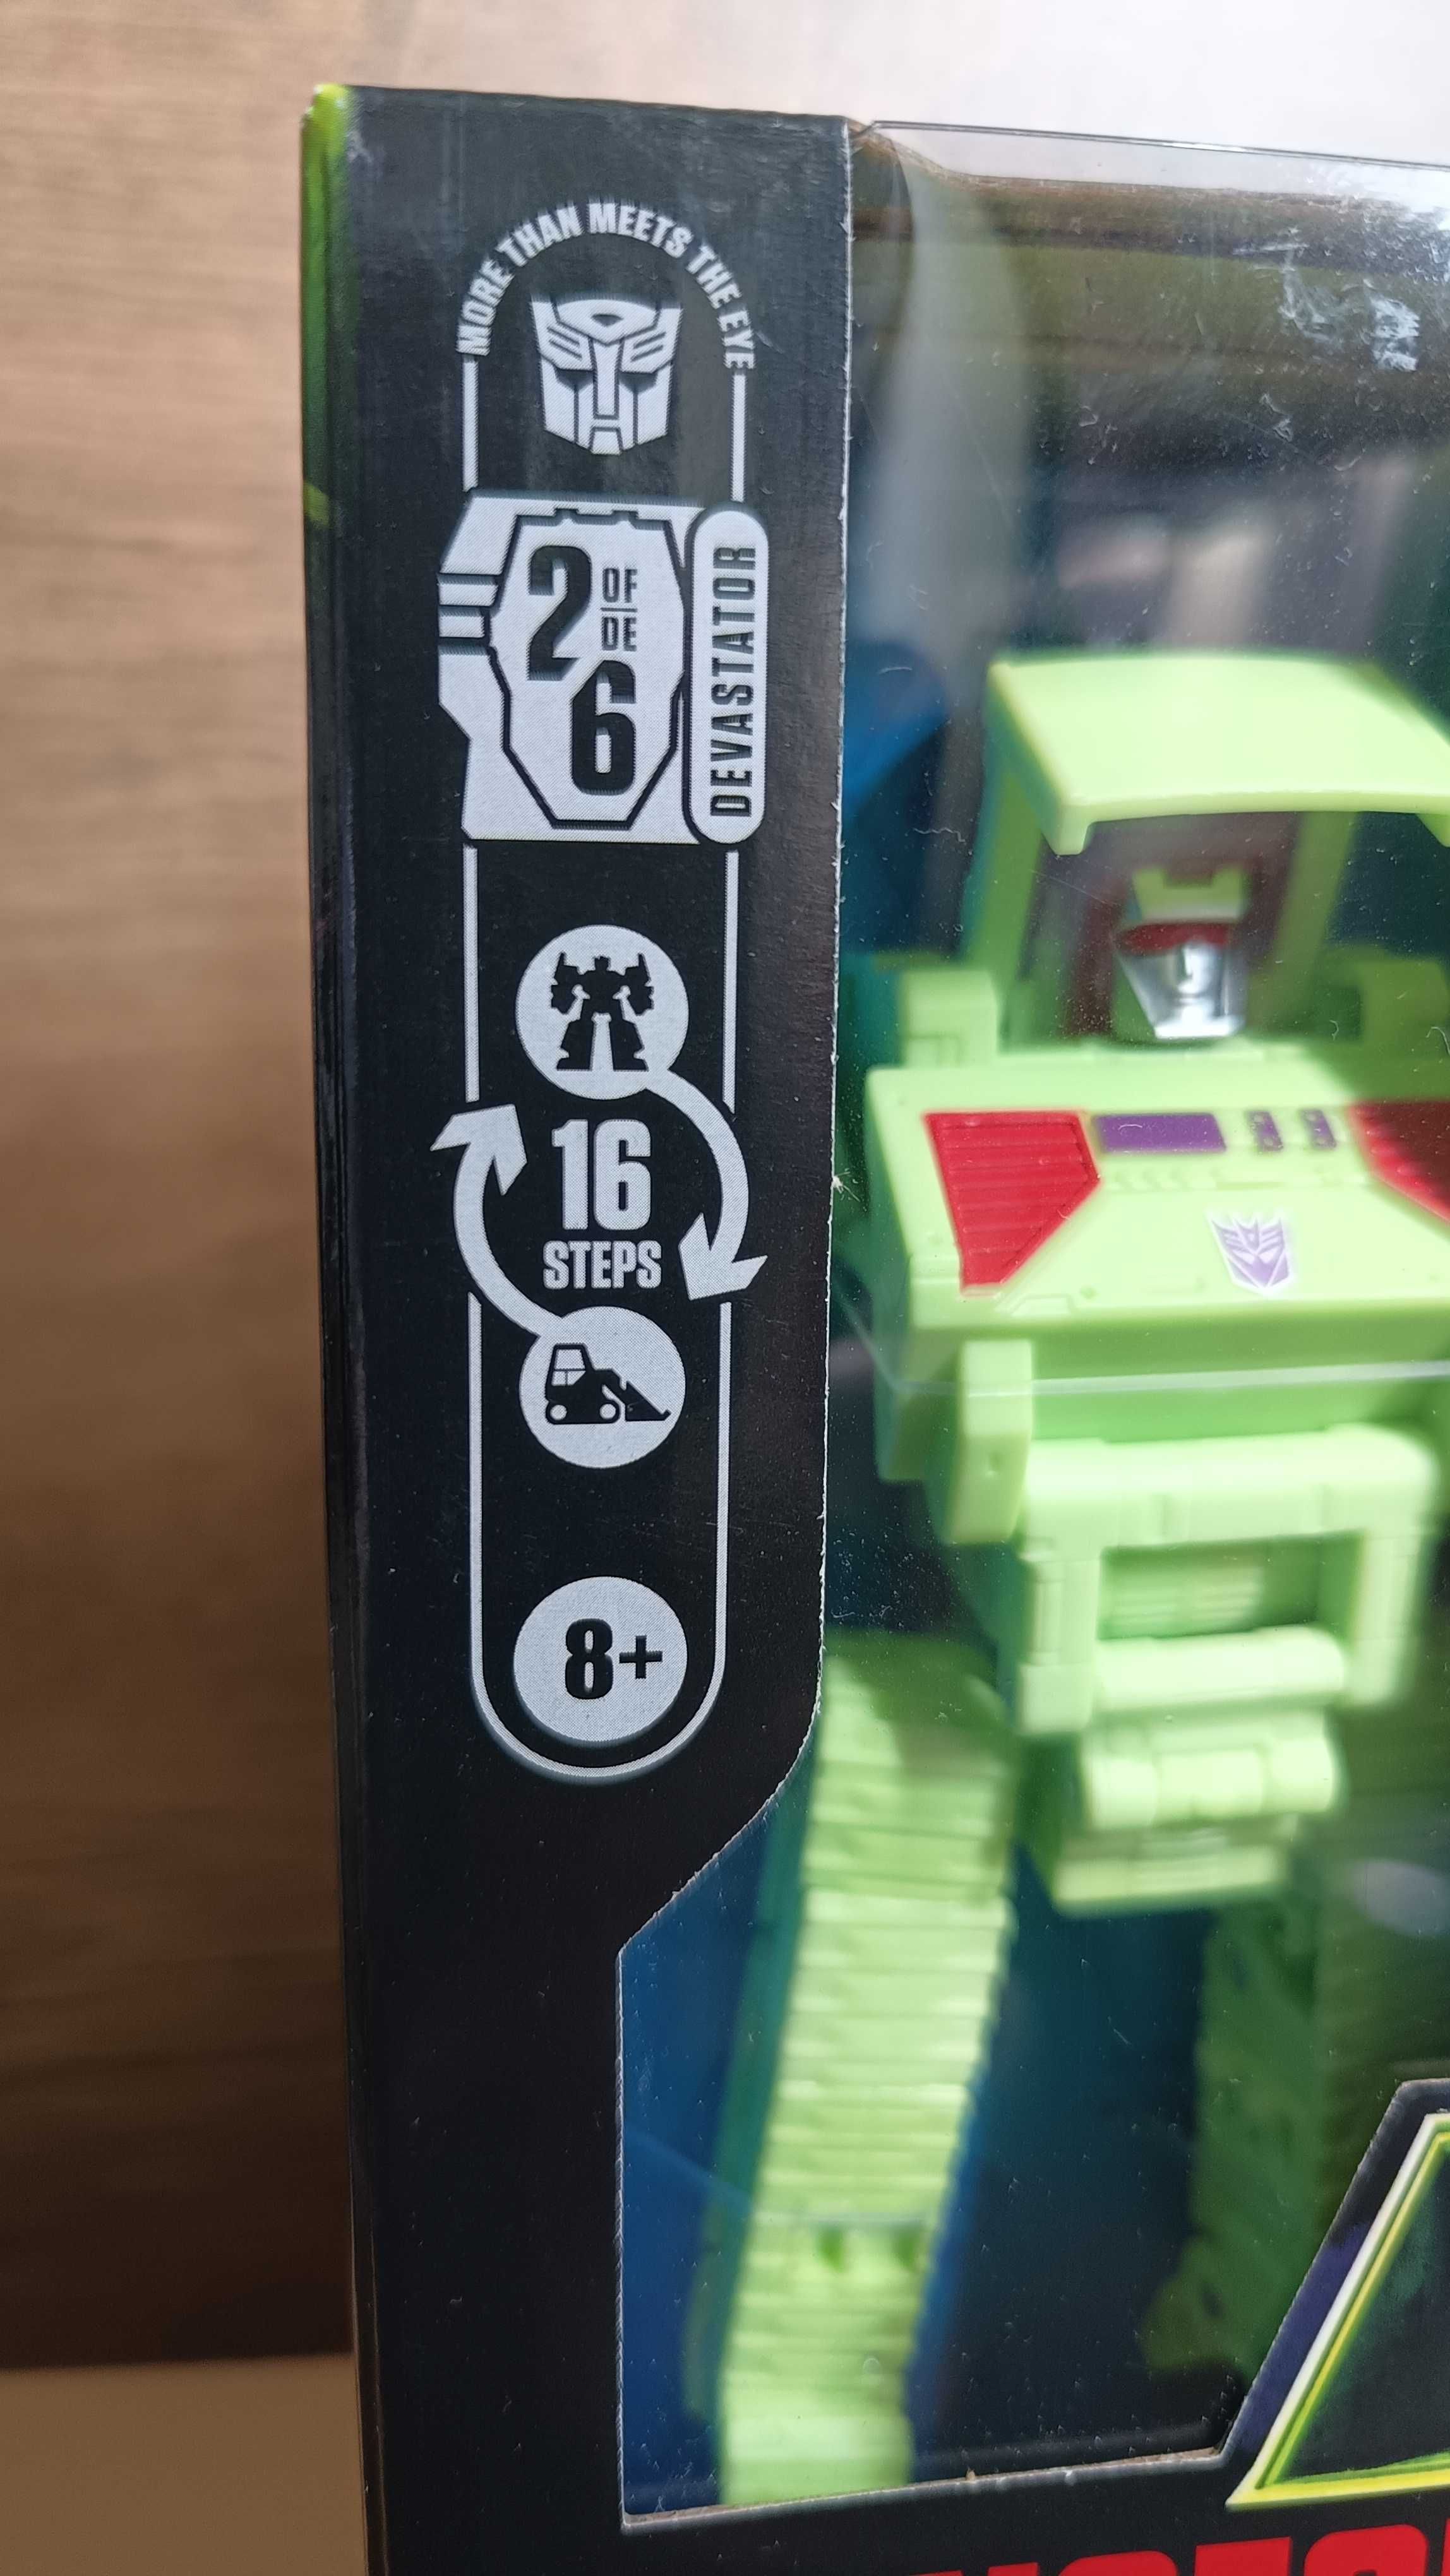 MORE THAN MEETS THE EYE
2 OF DE 6
DEVASTATOR
16
STEPS
8+